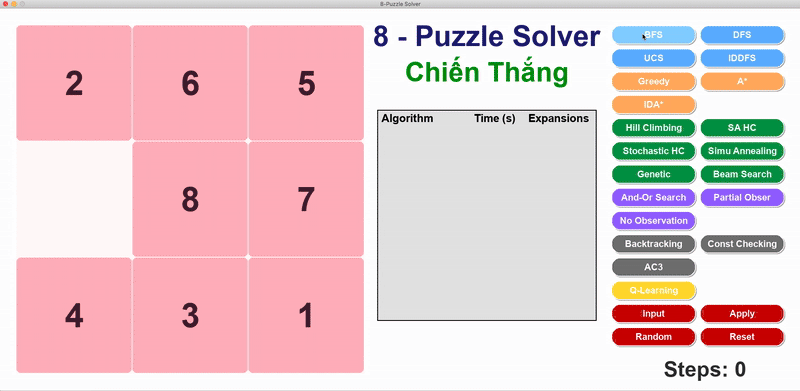 8-Puzzle Solver
2 6 5
8 7
4 3 1
8 - Puzzle Solver
Chiến Thắng
Algorithm Time (s) Expansions
BFS DFS
UCS IDDFS
Greedy A*
IDA*
Hill Climbing SA HC
Stochastic HC Simu Annealing
Genetic Beam Search
And-Or Search Partial Obser
No Observation
Backtracking Const Checking
AC3
Q-Learning
Input Apply
Random Reset
Steps: 0